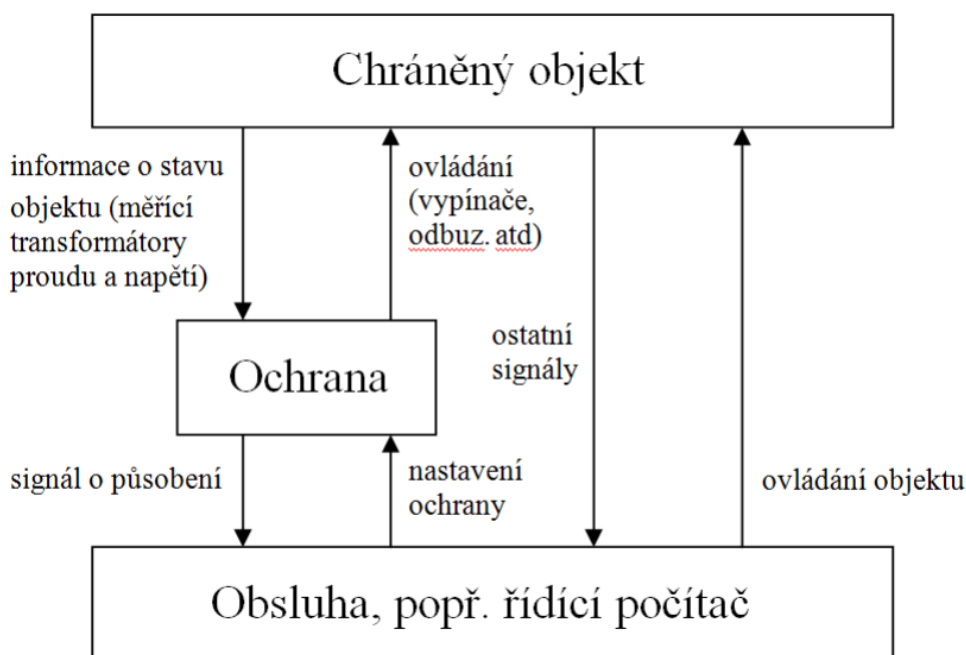 Chráněný objekt
informace o stavu
objektu (měřící
transformátory
proudu a napětí)
ovládání
(vypínače,
odbuz. atd)
ostatní
signály
Ochrana
signál o působení
nastavení
ochrany
ovládání objektu
Obsluha, popř. řídící počítač